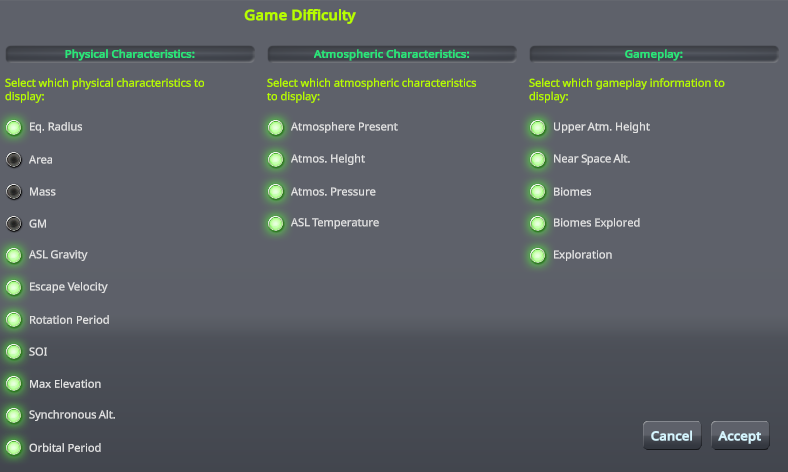 Game Difficulty
Physical Characteristics:
Select which physical characteristics to
display:
Eq. Radius
Area
Mass
GM
ASL Gravity
Escape Velocity
Rotation Period
SOI
Max Elevation
Synchronous Alt.
Orbital Period
Atmospheric Characteristics:
Select which atmospheric characteristics
to display:
Atmosphere Present
Atmos. Height
Atmos. Pressure
ASL Temperature
Gameplay:
Select which gameplay information to
display:
Upper Atm. Height
Near Space Alt.
Biomes
Biomes Explored
Exploration
Cancel
Accept